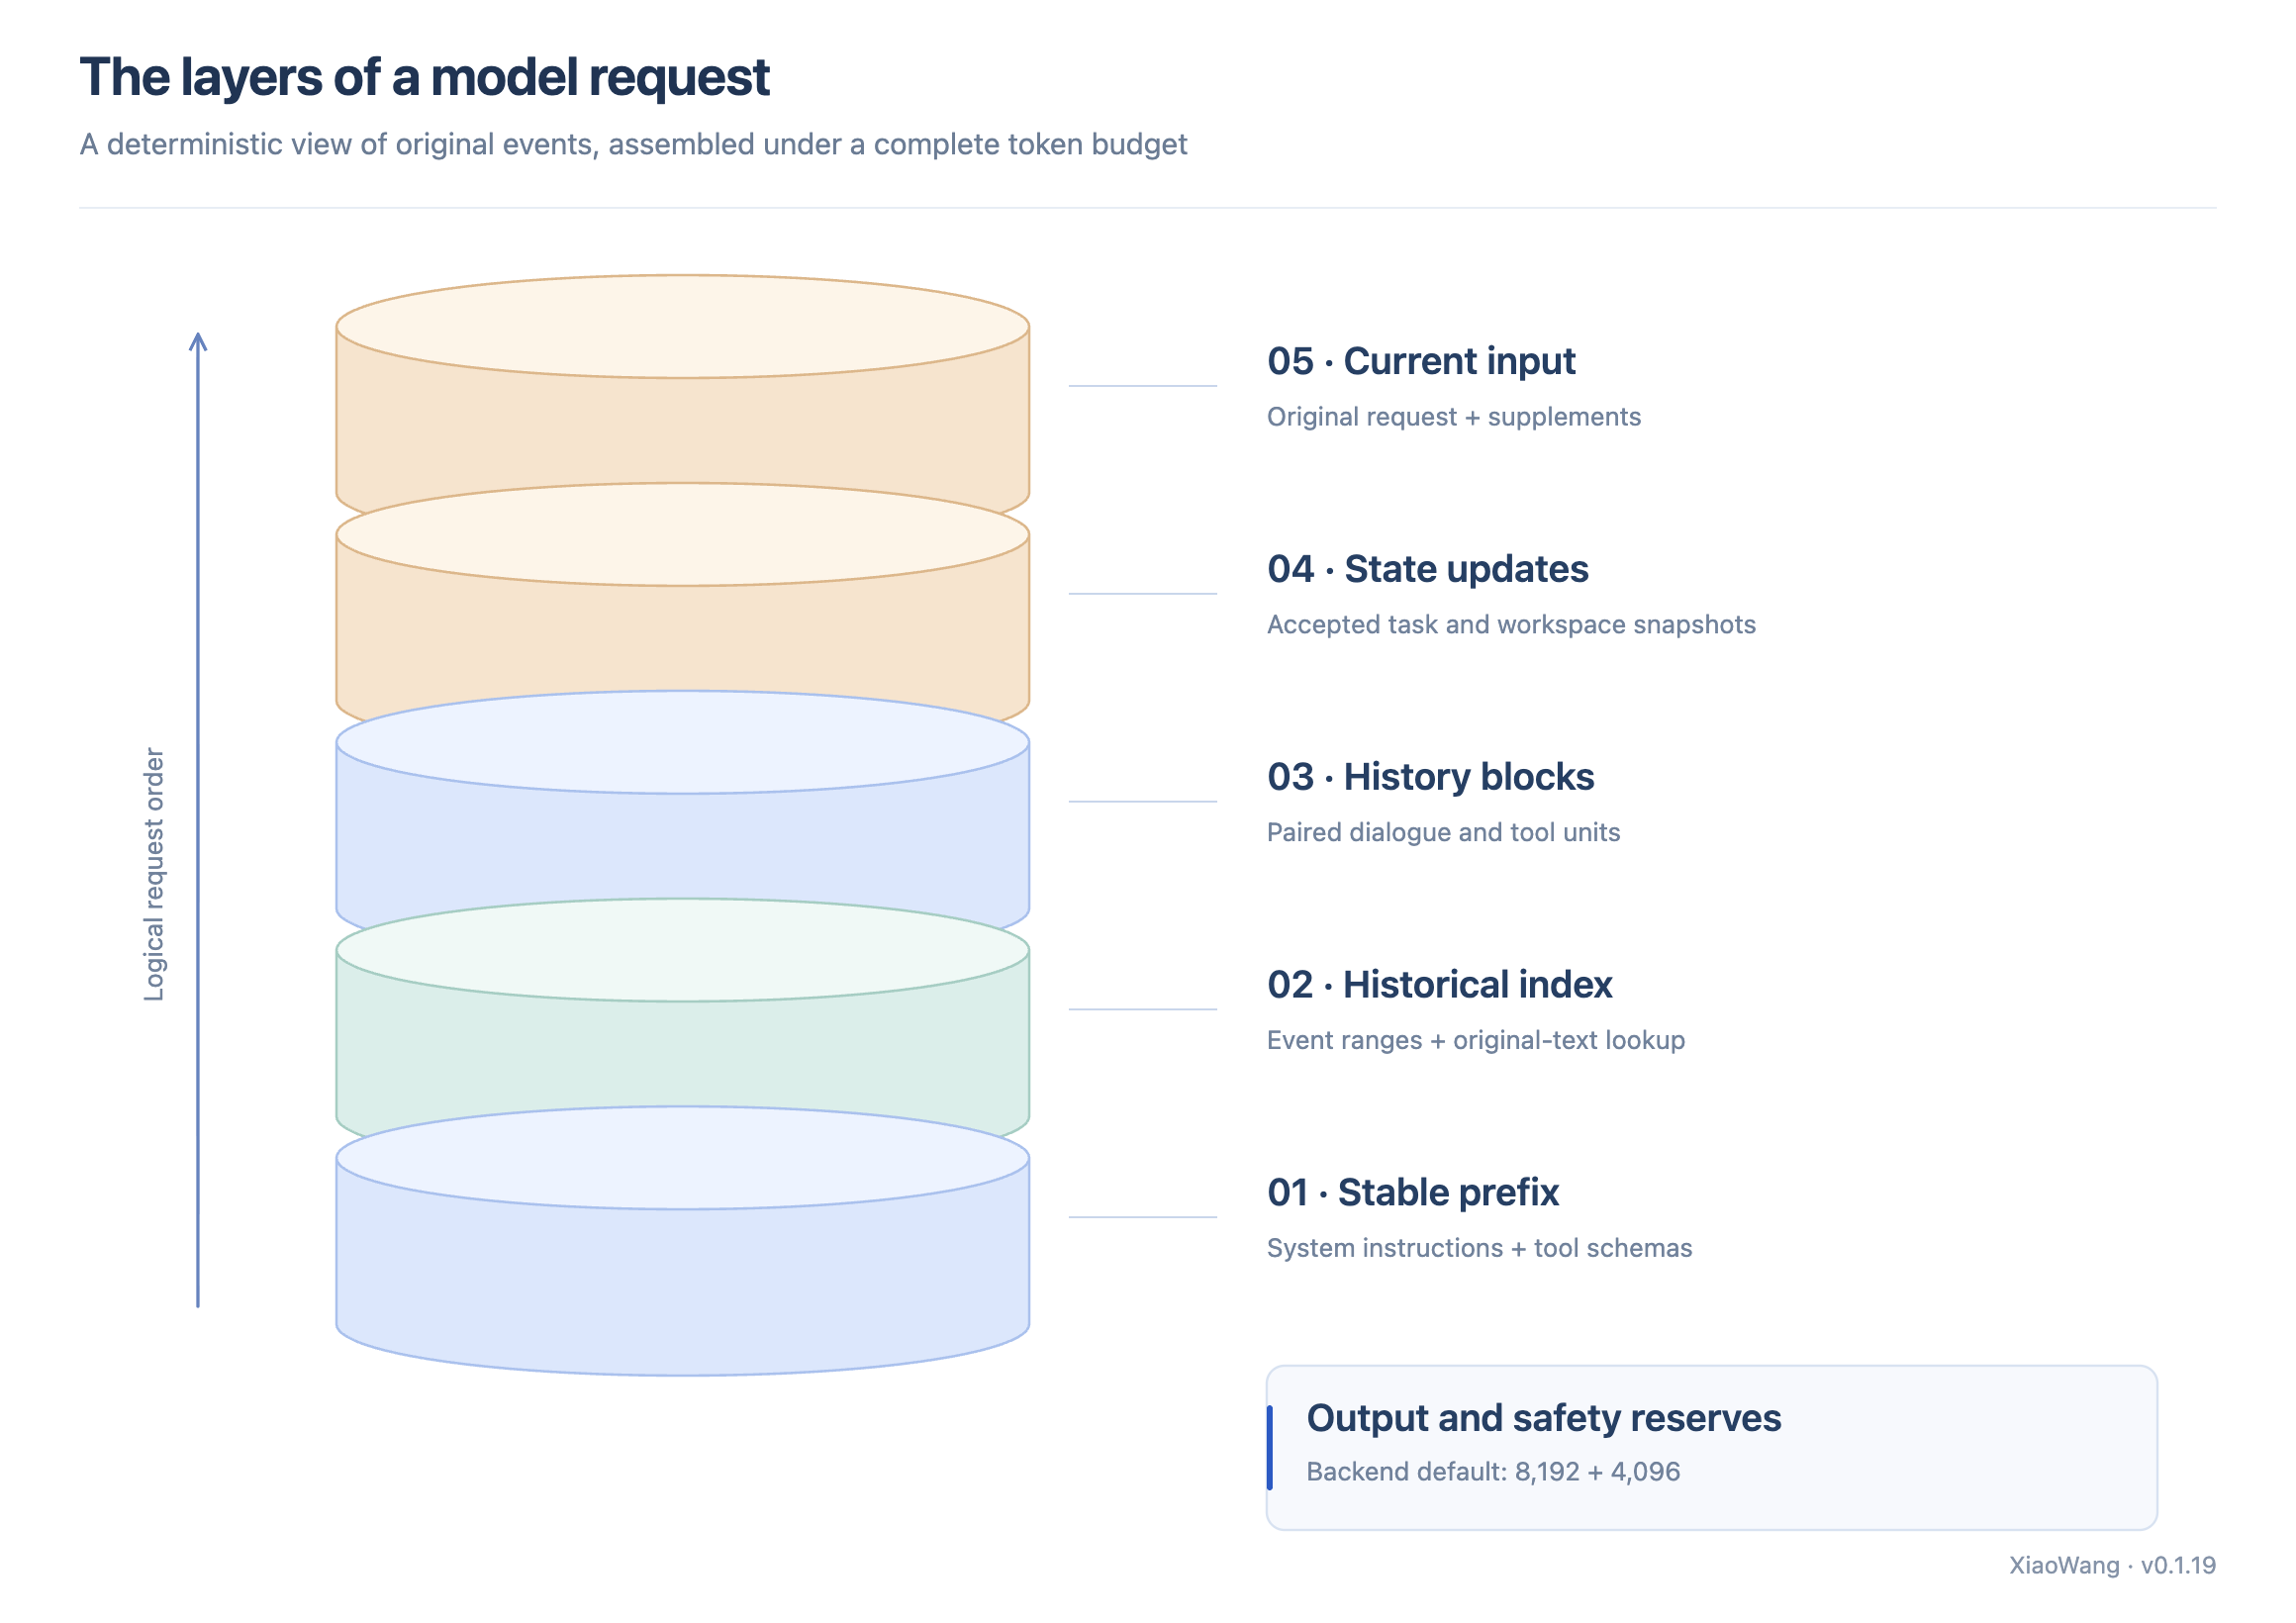 The layers of a model request
A deterministic view of original events, assembled under a complete token budget
Logical request order
05 · Current input
Original request + supplements
04 · State updates
Accepted task and workspace snapshots
03 · History blocks
Paired dialogue and tool units
02 · Historical index
Event ranges + original-text lookup
01 · Stable prefix
System instructions + tool schemas
Output and safety reserves
Backend default: 8,192 + 4,096
XiaoWang · v0.1.19